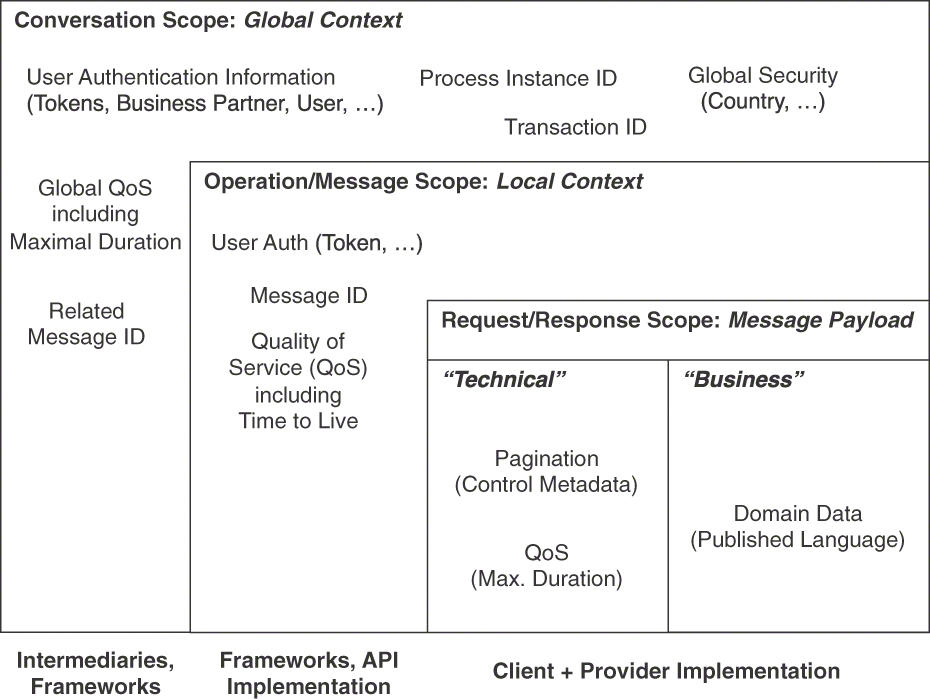 Conversation Scope: Global Context
User Authentication Information
(Tokens, Business Partner, User, …)
Process Instance ID
Transaction ID
Global Security
(Country, …)
Global QoS
including
Maximal Duration
Related
Message ID
Operation/Message Scope: Local Context
User Auth (Token, …)
Message ID
Quality of
Service (QoS)
including
Time to Live
Request/Response Scope: Message Payload
“Technical”
Pagination
(Control Metadata)
QoS
(Max. Duration)
“Business”
Domain Data
(Published Language)
Intermediaries,
Frameworks
Frameworks, API
Implementation
Client + Provider Implementation